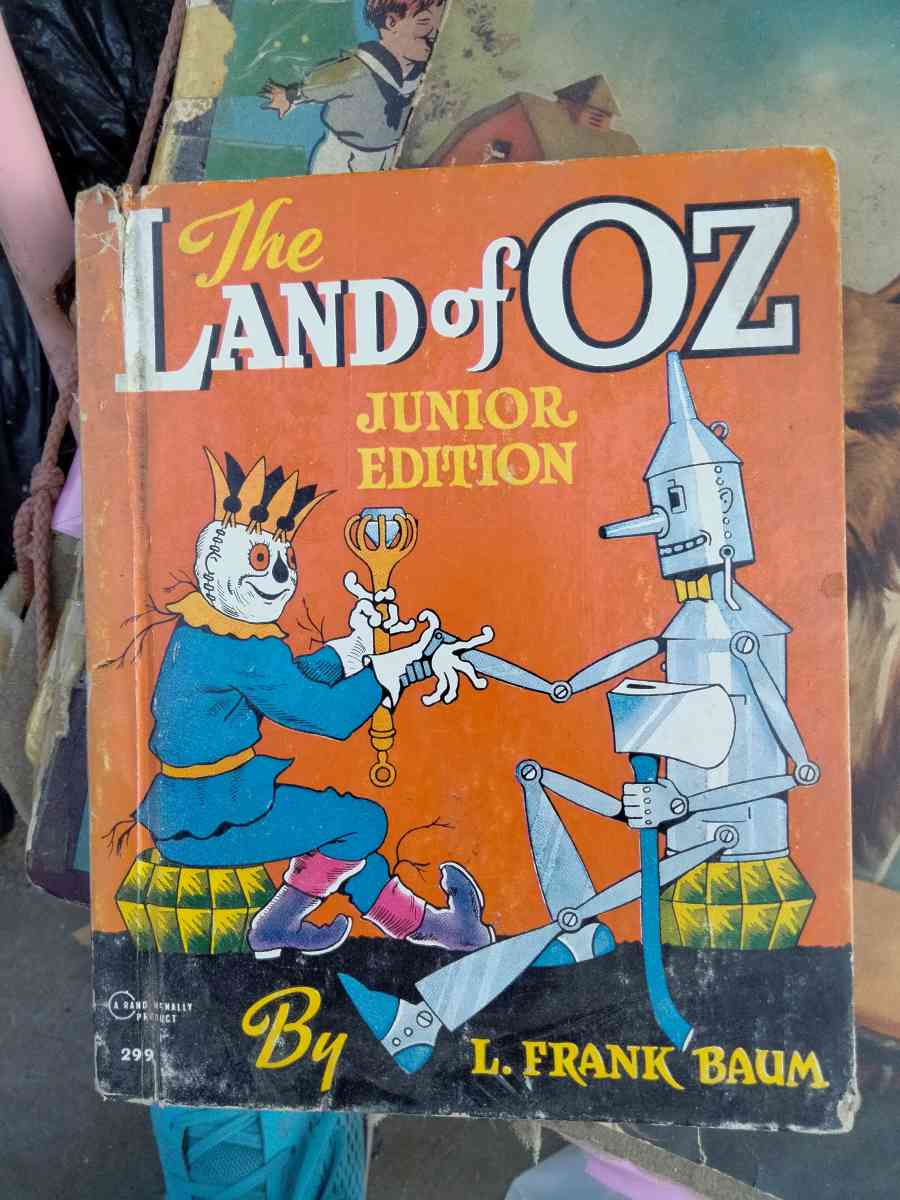 The
LAND of OZ
JUNIOR
EDITION
A RAND MCNALLY
PRODUCT
299
By
L. FRANK BAUM